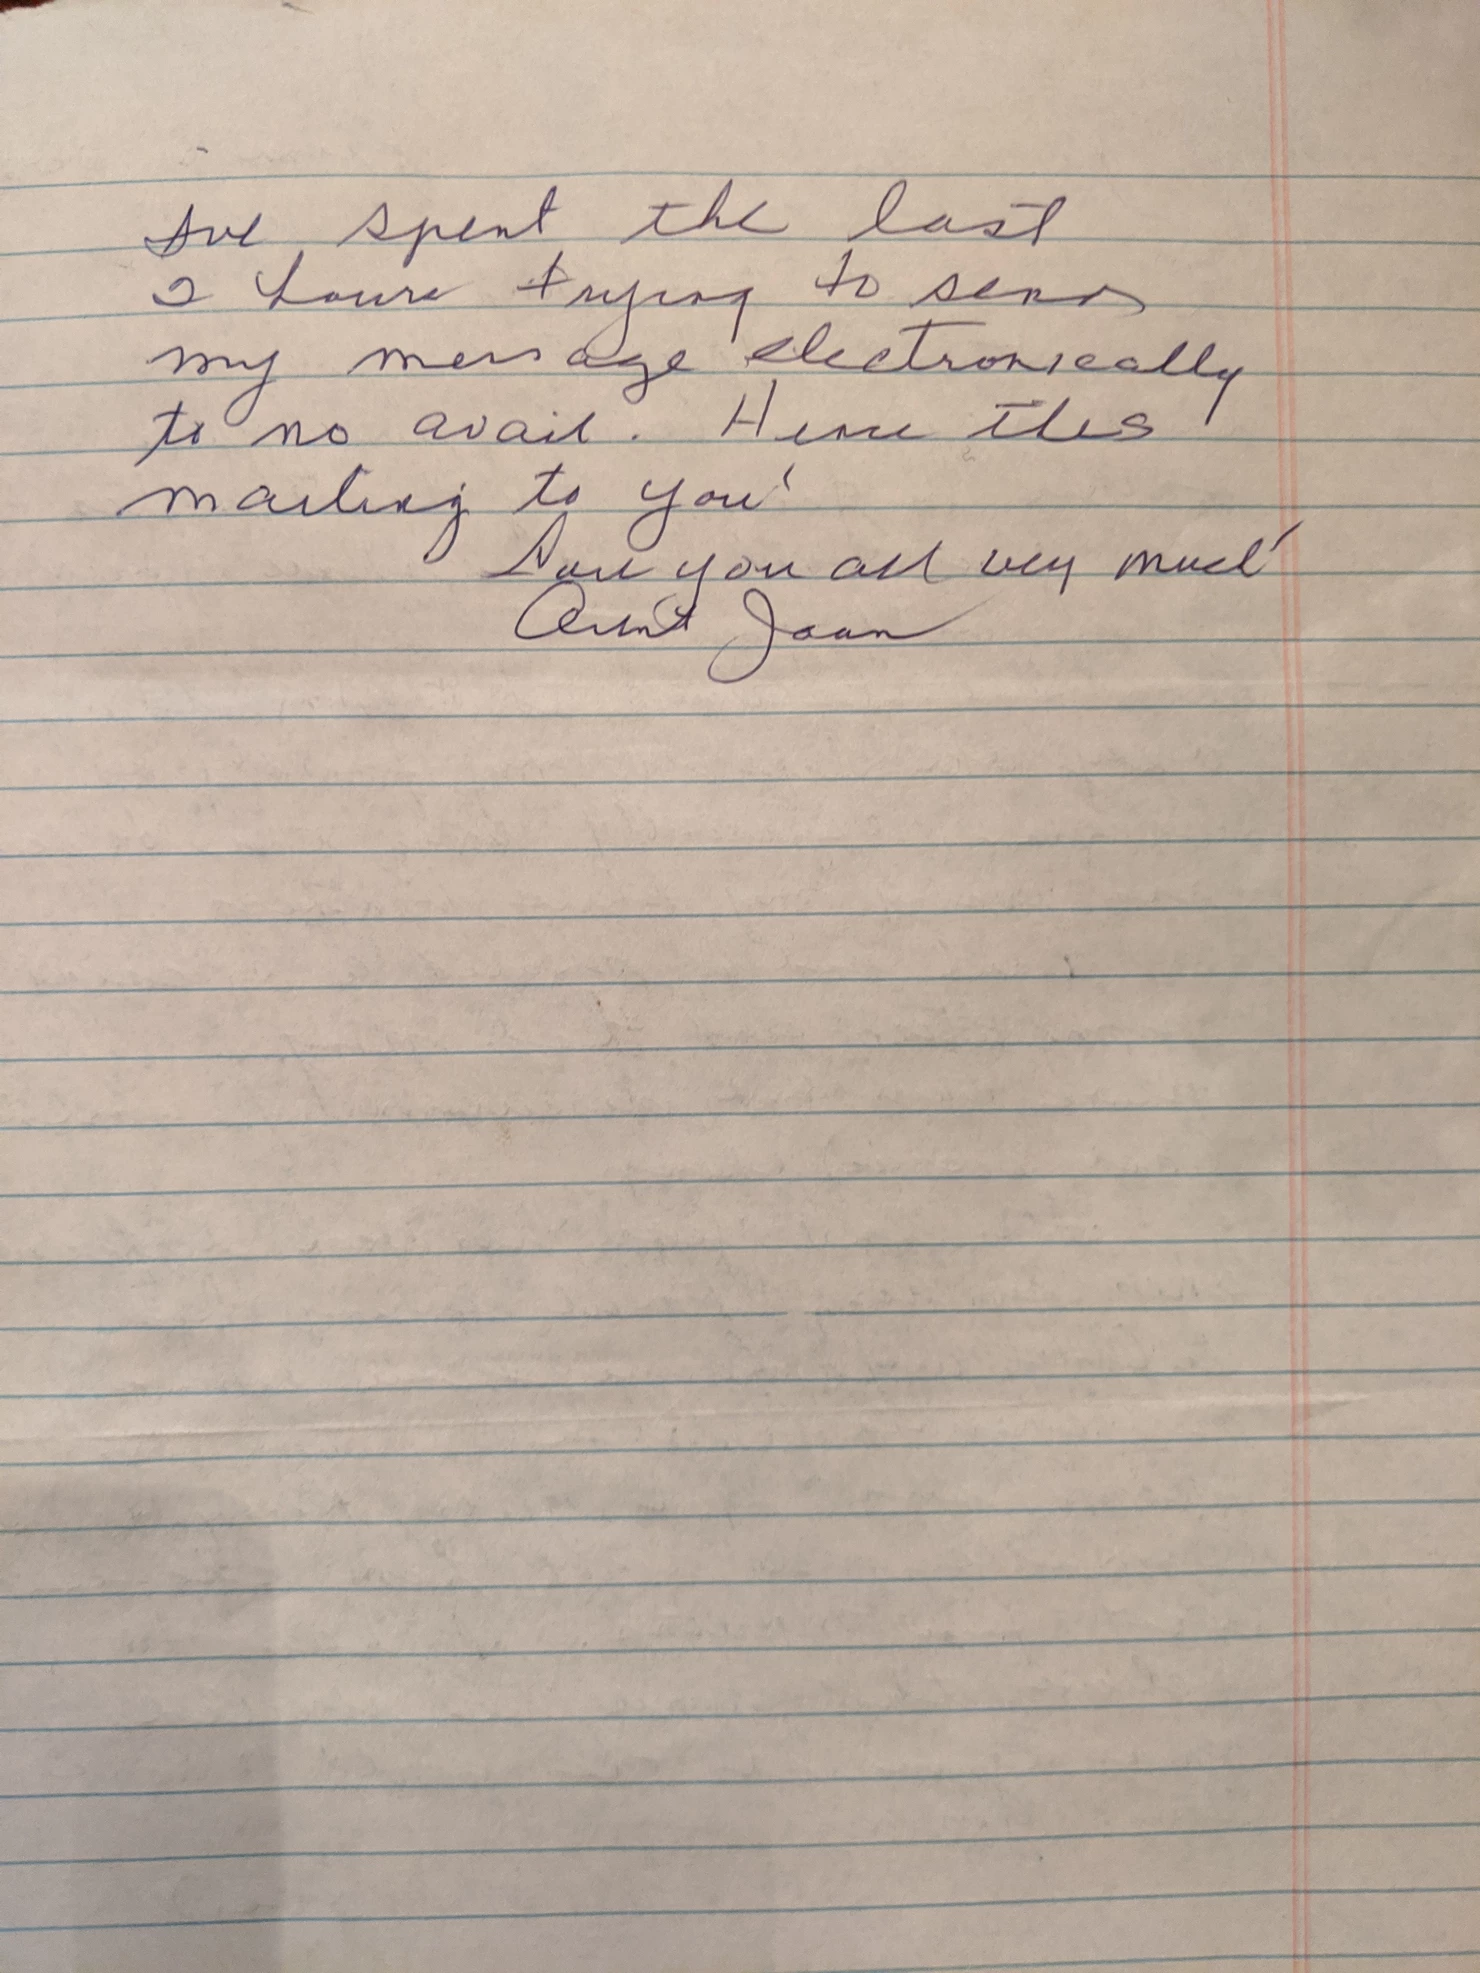 I've spent the last
2 hours trying to send
my message electronically
to no avail. Hence this
mailing to you!
Love you all very much!
Aunt Joan